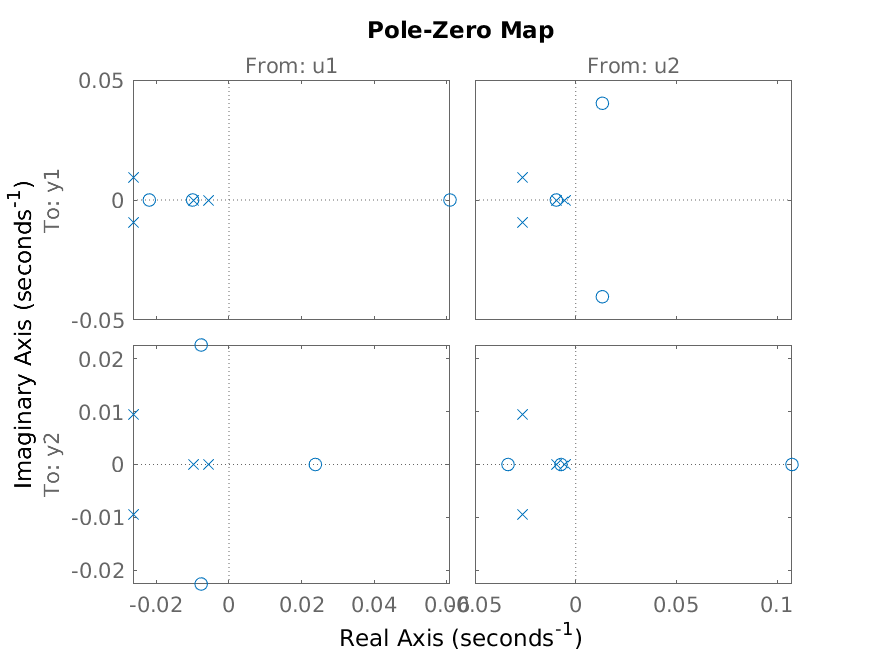 Pole-Zero Map
From: u1
From: u2
0.05
0
-0.05
To: y1
0.02
0.01
0
-0.01
-0.02
To: y2
Imaginary Axis (seconds⁻¹)
-0.02 0 0.02 0.04 0.06
-0.05 0 0.05 0.1
Real Axis (seconds⁻¹)